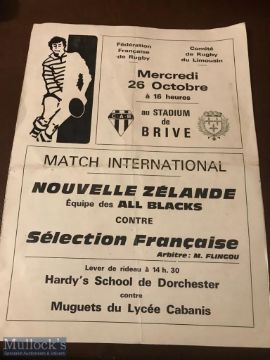 Fédération
Française
de Rugby
Comité
de Rugby
du Limousin
Mercredi
26 Octobre
à 16 heures
au STADIUM
de
BRIVE
C A B
MATCH INTERNATIONAL
NOUVELLE ZÉLANDE
Équipe des ALL BLACKS
CONTRE
Sélection Française
Arbitre : M. FLINGOU
Lever de rideau à 14 h. 30
Hardy's School de Dorchester
contre
Muguets du Lycée Cabanis
Mullock's